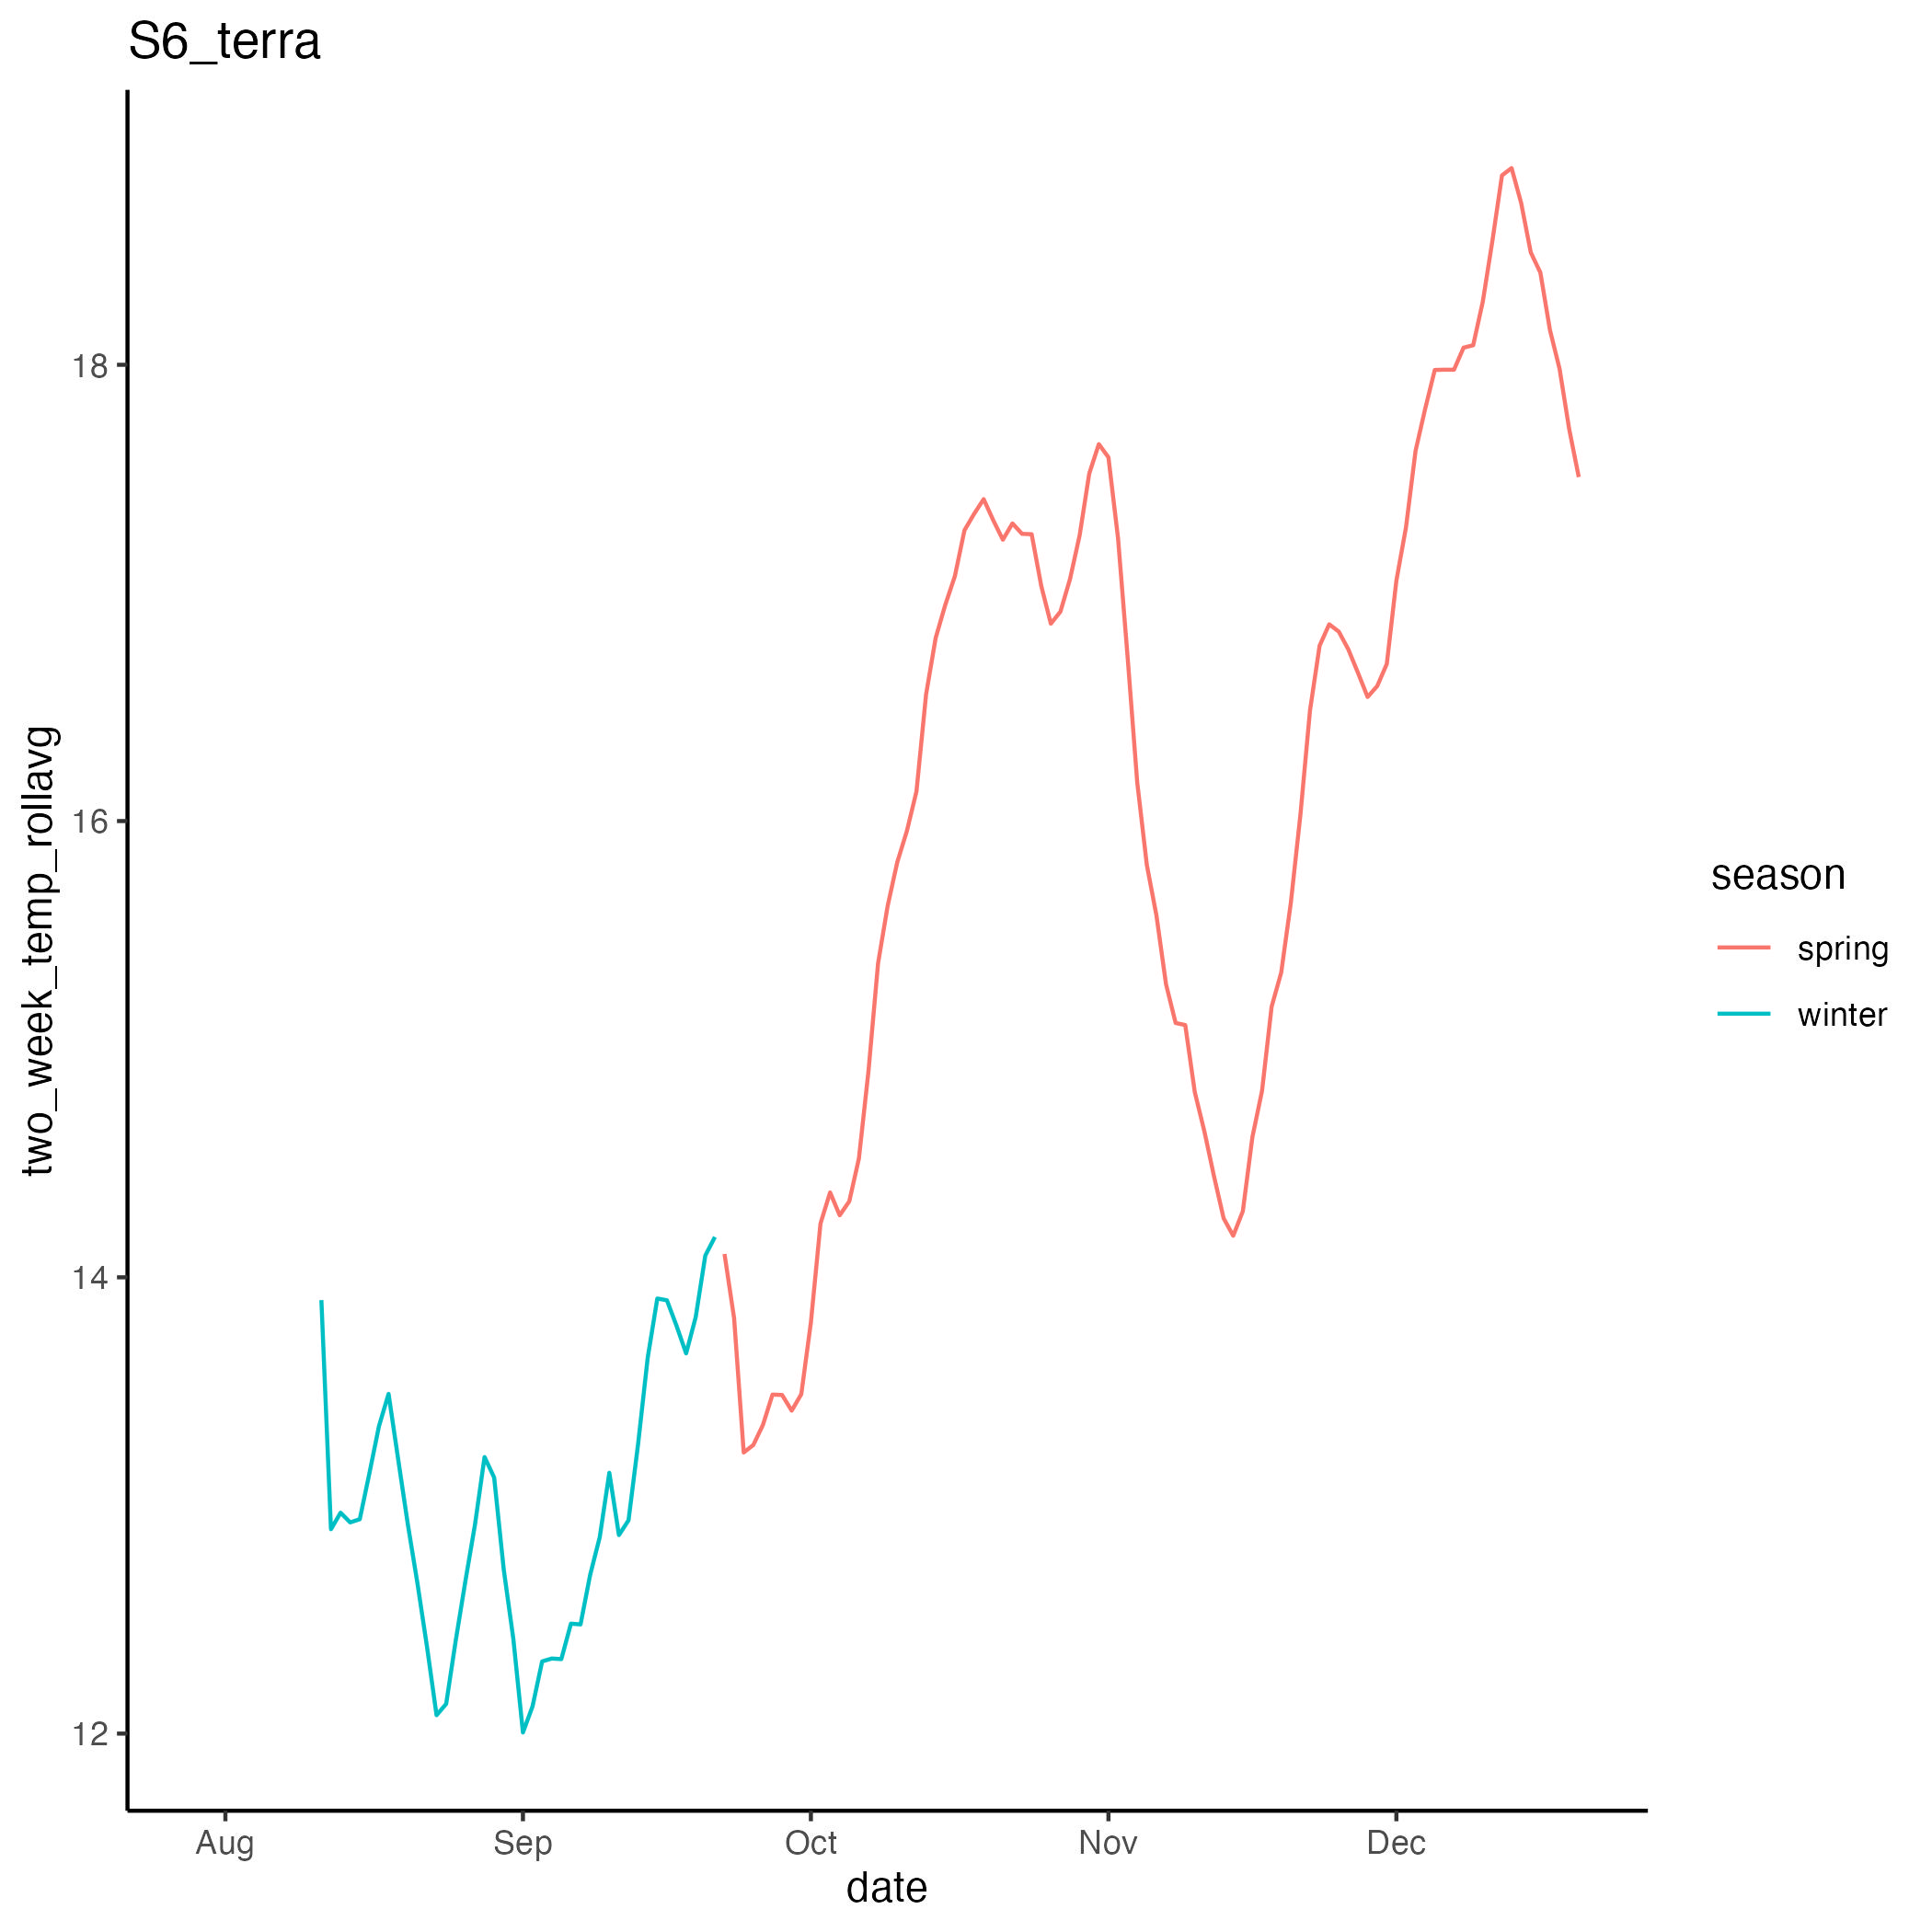 S6_terra
two_week_temp_rollavg
18
16
14
12
Aug Sep Oct Nov Dec
date
season
spring
winter